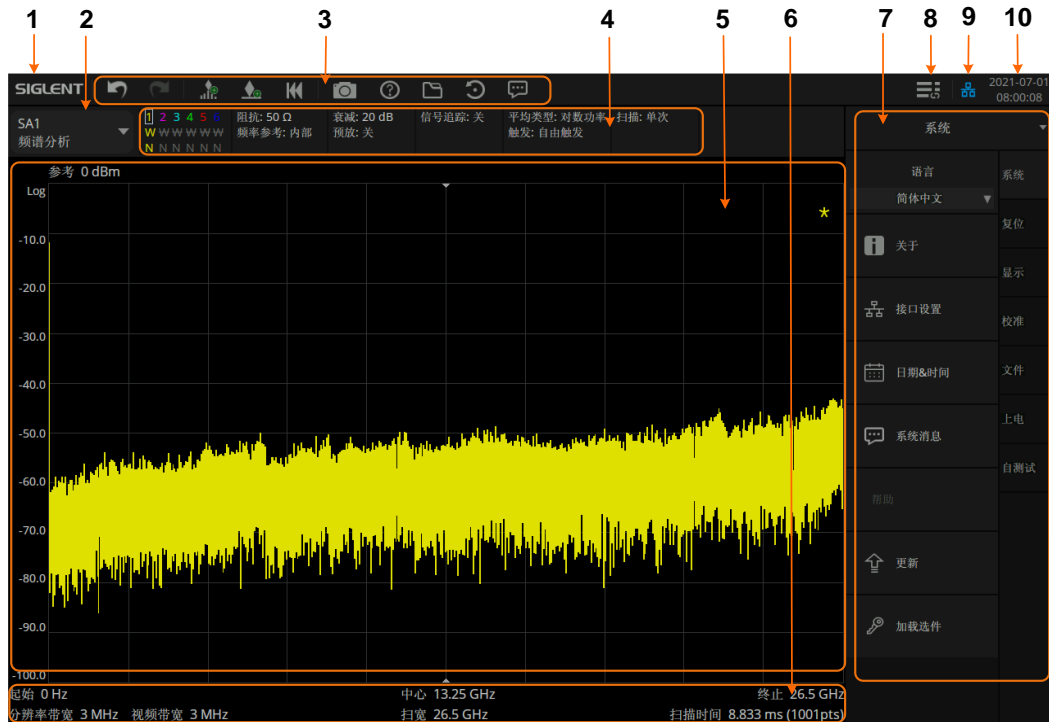 1 2 3 4 5 6 7 8 9 10
SIGLENT
2021-07-01
08:00:08
SA1
频谱分析
1 2 3 4 5 6
W W W W W W
N N N N N N
阻抗: 50 Ω
频率参考: 内部
衰减: 20 dB
预放: 关
信号追踪: 关
平均类型: 对数功率
触发: 自由触发
扫描: 单次
参考 0 dBm
Log
-10.0
-20.0
-30.0
-40.0
-50.0
-60.0
-70.0
-80.0
-90.0
-100.0
*
起始 0 Hz
中心 13.25 GHz
终止 26.5 GHz
分辨率带宽 3 MHz 视频带宽 3 MHz
扫宽 26.5 GHz
扫描时间 8.833 ms (1001pts)
系统
语言
简体中文
关于
接口设置
日期&时间
系统消息
帮助
更新
加载选件
系统
复位
显示
校准
文件
上电
自测试